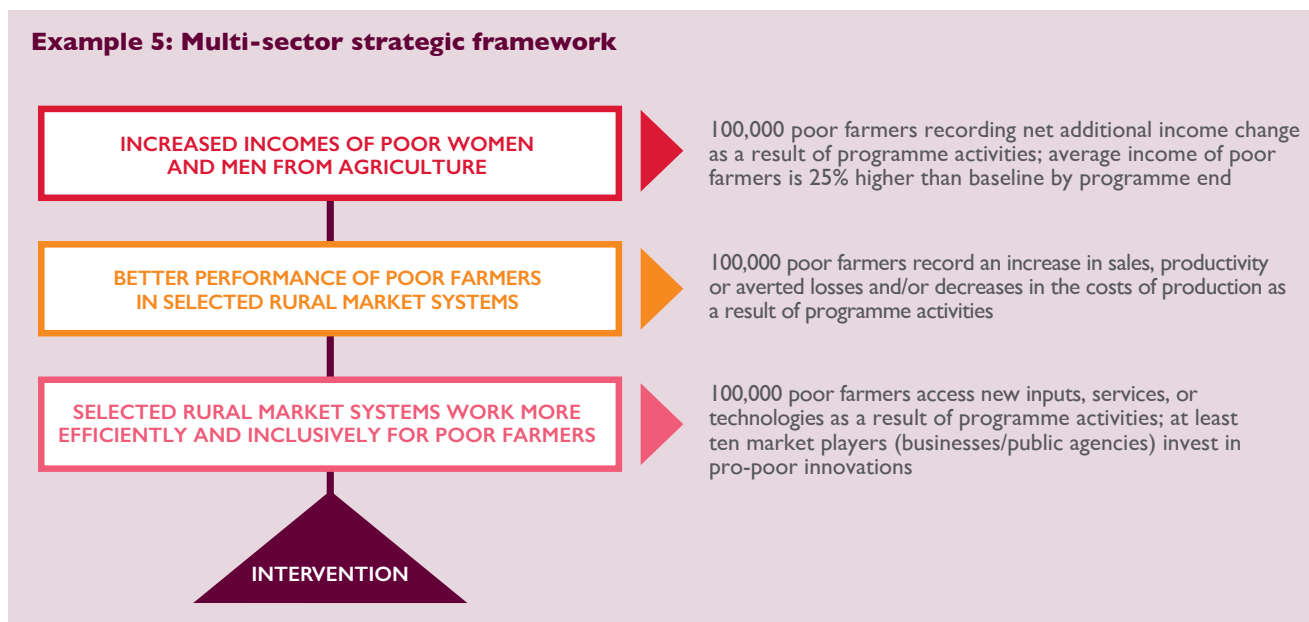 Example 5: Multi-sector strategic framework
INCREASED INCOMES OF POOR WOMEN
AND MEN FROM AGRICULTURE
100,000 poor farmers recording net additional income change
as a result of programme activities; average income of poor
farmers is 25% higher than baseline by programme end
BETTER PERFORMANCE OF POOR FARMERS
IN SELECTED RURAL MARKET SYSTEMS
100,000 poor farmers record an increase in sales, productivity
or averted losses and/or decreases in the costs of production as
a result of programme activities
SELECTED RURAL MARKET SYSTEMS WORK MORE
EFFICIENTLY AND INCLUSIVELY FOR POOR FARMERS
100,000 poor farmers access new inputs, services, or
technologies as a result of programme activities; at least
ten market players (businesses/public agencies) invest in
pro-poor innovations
INTERVENTION